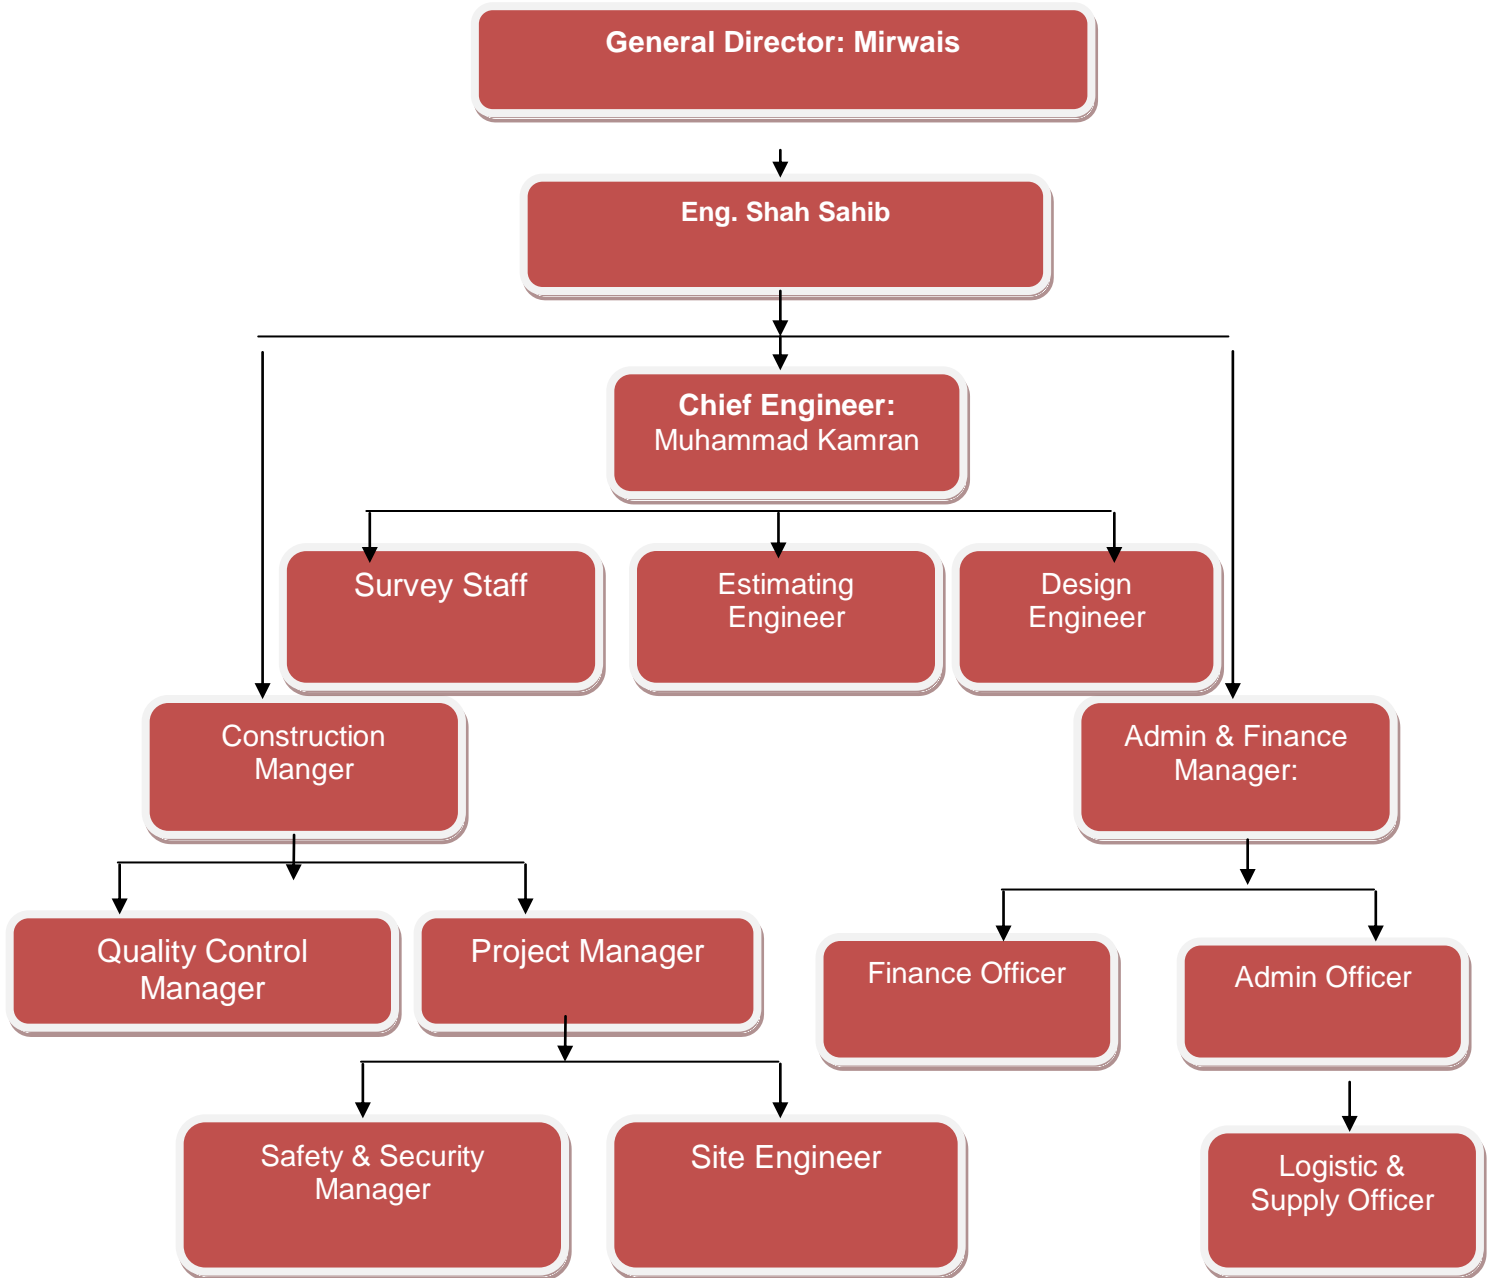 General Director: Mirwais
Eng. Shah Sahib
Chief Engineer:
Muhammad Kamran
Survey Staff
Estimating
Engineer
Design
Engineer
Construction
Manger
Admin & Finance
Manager:
Quality Control
Manager
Project Manager
Finance Officer
Admin Officer
Safety & Security
Manager
Site Engineer
Logistic &
Supply Officer